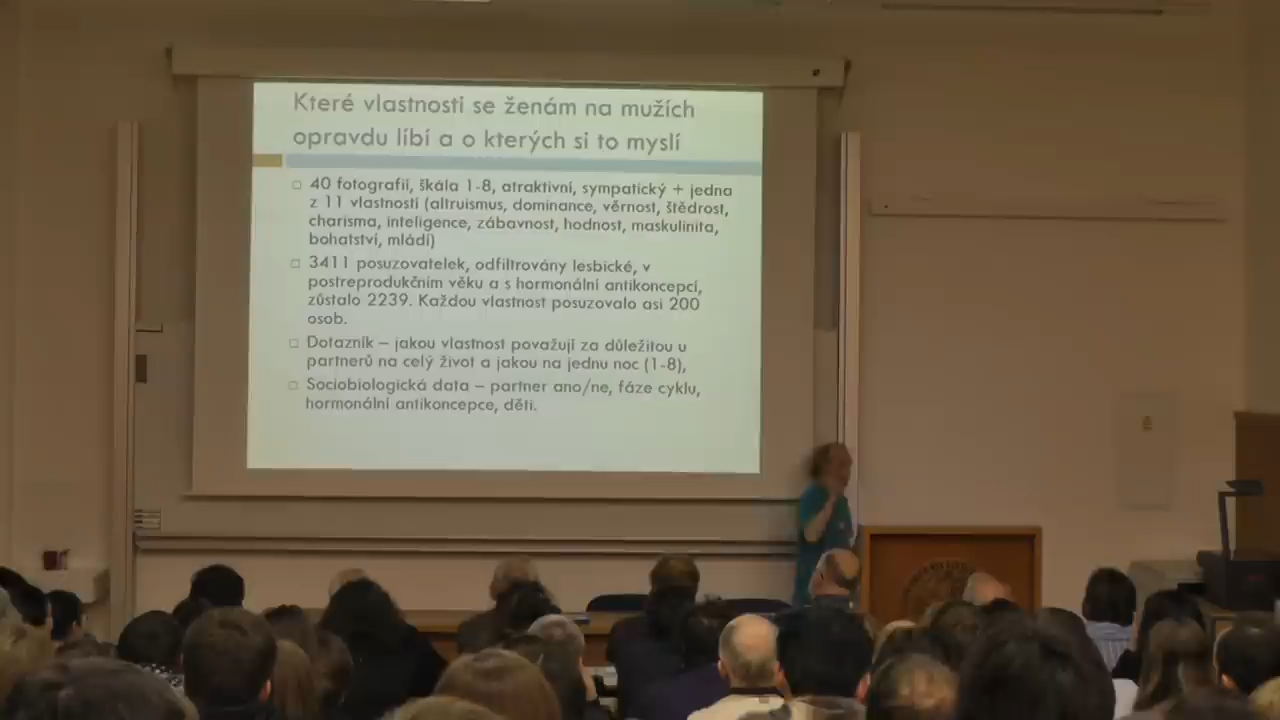 Které vlastnosti se ženám na mužích
opravdu líbí a o kterých si to myslí
40 fotografií, škála 1-8, atraktivní, sympatický + jedna
z 11 vlastností (altruismus, dominance, věrnost, štědrost,
charisma, inteligence, zábavnost, hodnost, maskulinita,
bohatství, mládí)
3411 posuzovatelek, odfiltrovány lesbické, v
postreprodukčním věku a s hormonální antikoncepcí,
zůstalo 2239. Každou vlastnost posuzovalo asi 200
osob.
Dotazník – jakou vlastnost považují za důležitou u
partnerů na celý život a jakou na jednu noc (1-8),
Sociobiologická data – partner ano/ne, fáze cyklu,
hormonální antikoncepce, děti.